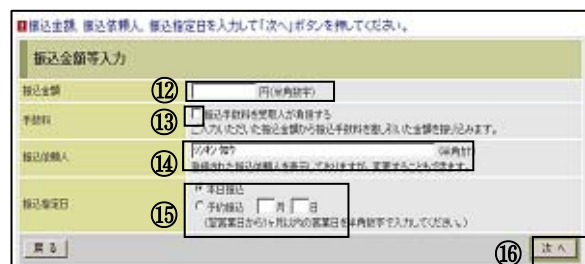 振込金額、振込依頼人、振込指定日を入力して「次へ」ボタンを押してください。
振込金額等入力
振込金額 ⑫ 円(半角数字)
手数料 ⑬ 振込手数料を受取人が負担する
ご入力いただいた振込金額から振込手数料を差し引いた金額を振り込みます。
振込依頼人 ⑭
登録された振込依頼人を表示しておりますが、変更することもできます。
振込指定日 ⑮ 本日振込
予約振込 月 日
(翌営業日から1ヶ月以内の営業日を半角数字で入力してください。)
戻る ⑯ 次へ